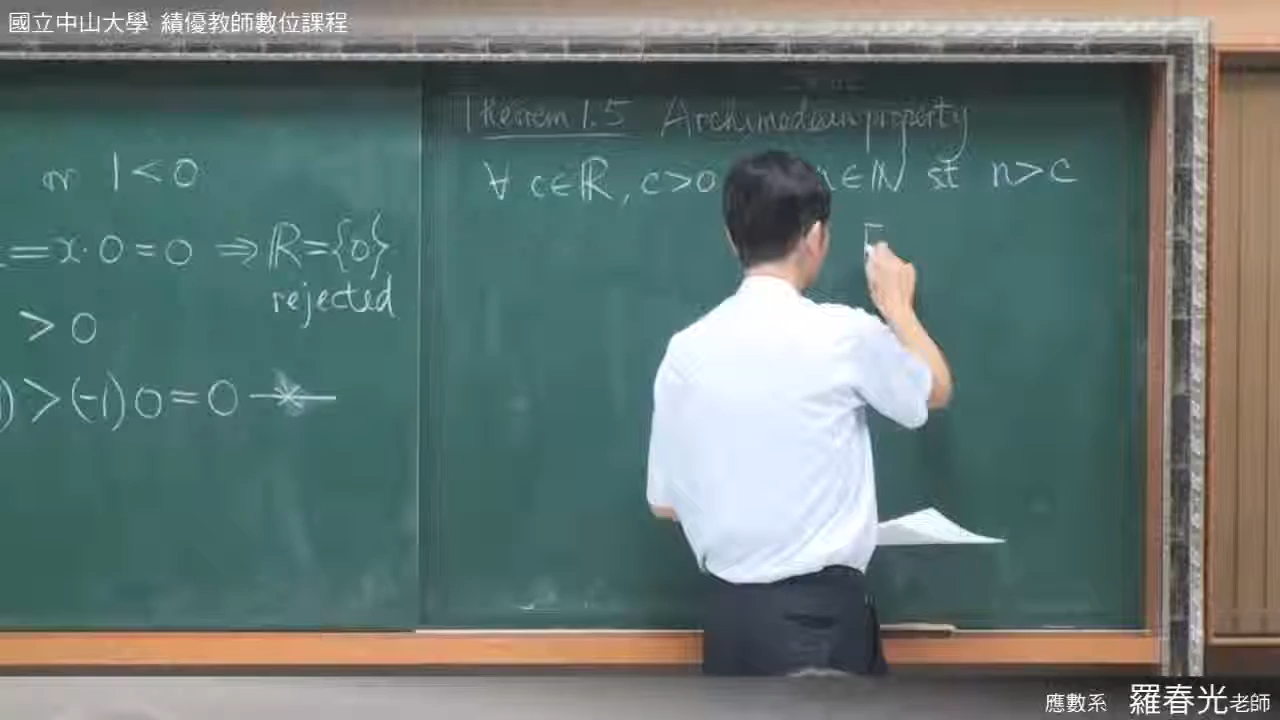 國立中山大學 績優教師數位課程
or 1<0
=x·0=0 ⇒ ℝ={0}
rejected
>0
)>(-1)0=0
Theorem 1.5 Archimedean property
∀ c∈ℝ, c>0 ∈ℕ st n>c
應數系 羅春光老師